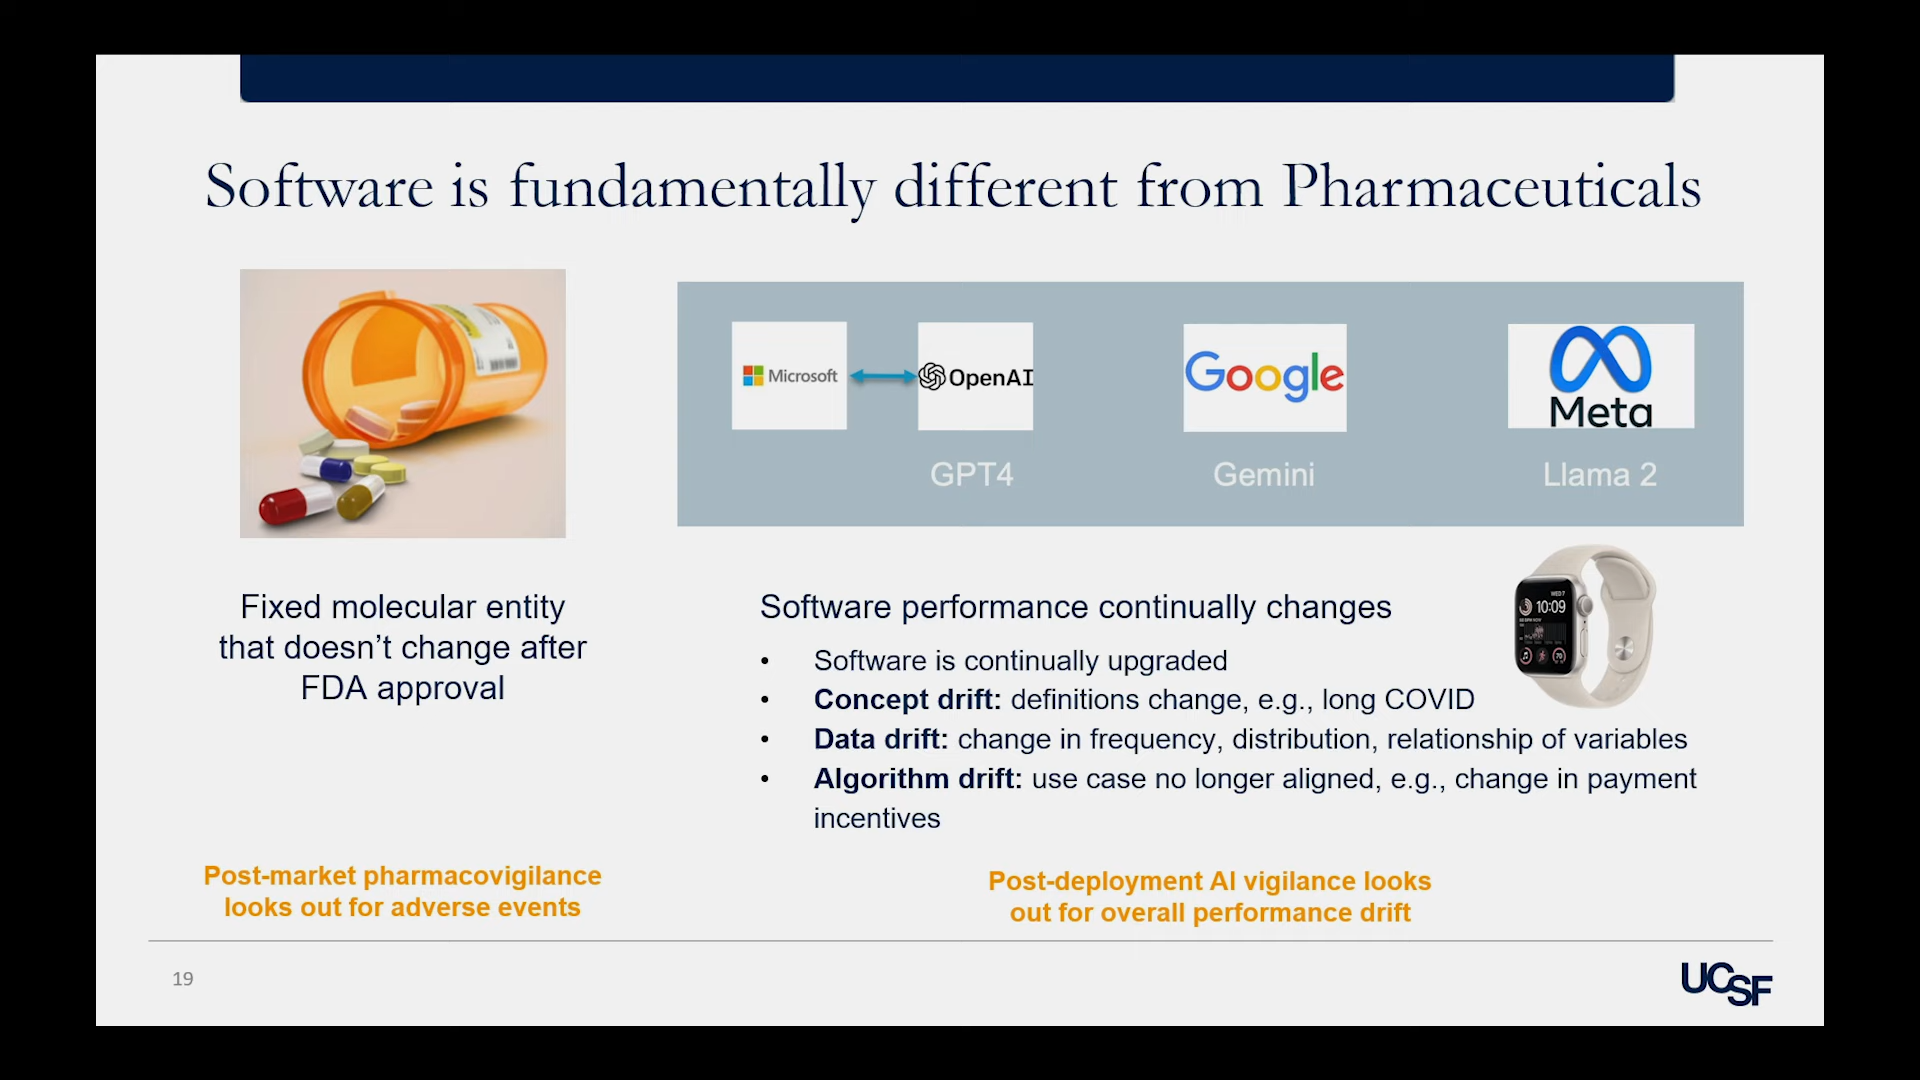 Software is fundamentally different from Pharmaceuticals
Microsoft
OpenAI
Google
Meta
GPT4
Gemini
Llama 2
Fixed molecular entity
that doesn’t change after
FDA approval
Software performance continually changes
• Software is continually upgraded
• Concept drift: definitions change, e.g., long COVID
• Data drift: change in frequency, distribution, relationship of variables
• Algorithm drift: use case no longer aligned, e.g., change in payment
incentives
WED 7
10:09
Post-market pharmacovigilance
looks out for adverse events
Post-deployment AI vigilance looks
out for overall performance drift
19
UCSF